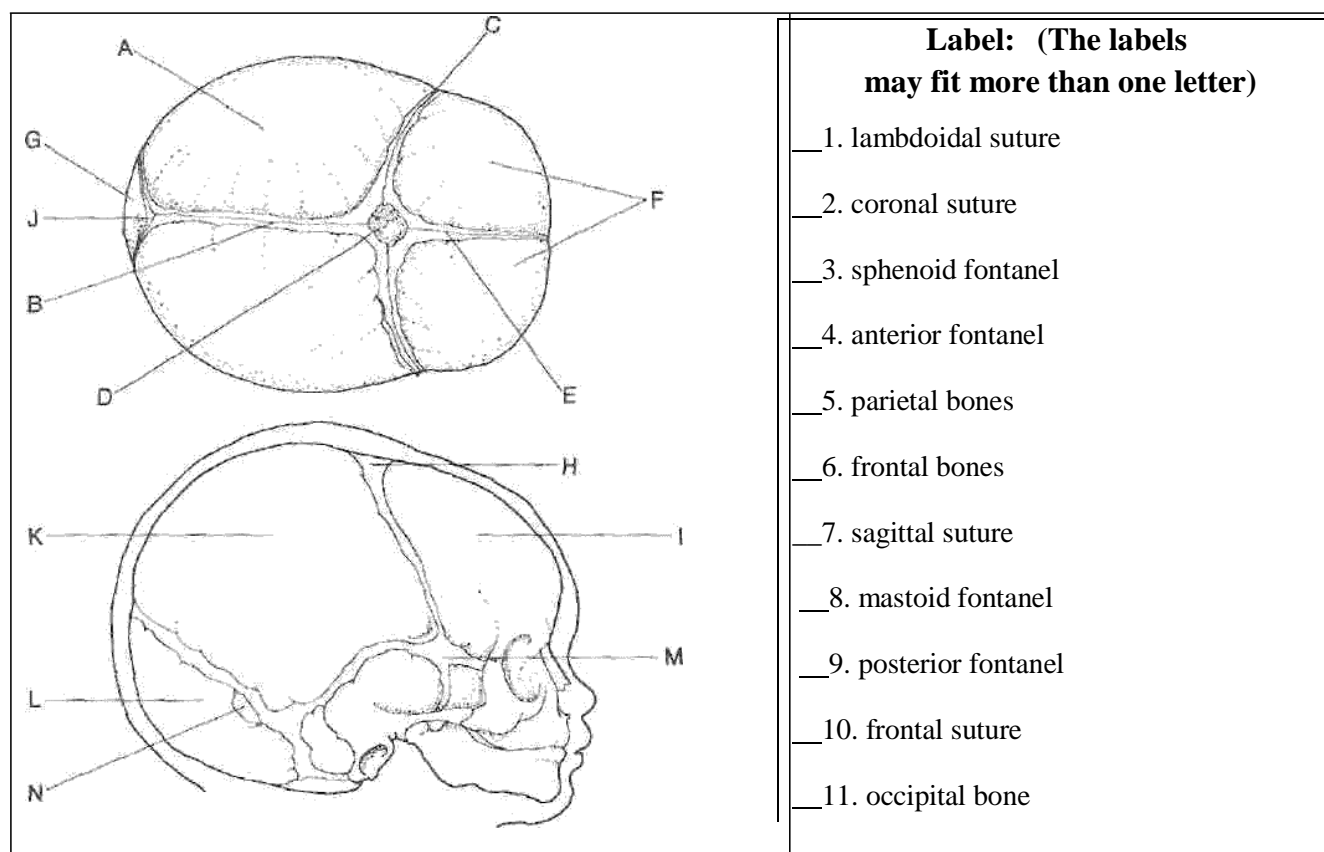 A
C
G
F
J
B
D
E
H
K
I
M
L
N
Label: (The labels
may fit more than one letter)
__1. lambdoidal suture
__2. coronal suture
__3. sphenoid fontanel
__4. anterior fontanel
__5. parietal bones
__6. frontal bones
__7. sagittal suture
__8. mastoid fontanel
__9. posterior fontanel
__10. frontal suture
__11. occipital bone